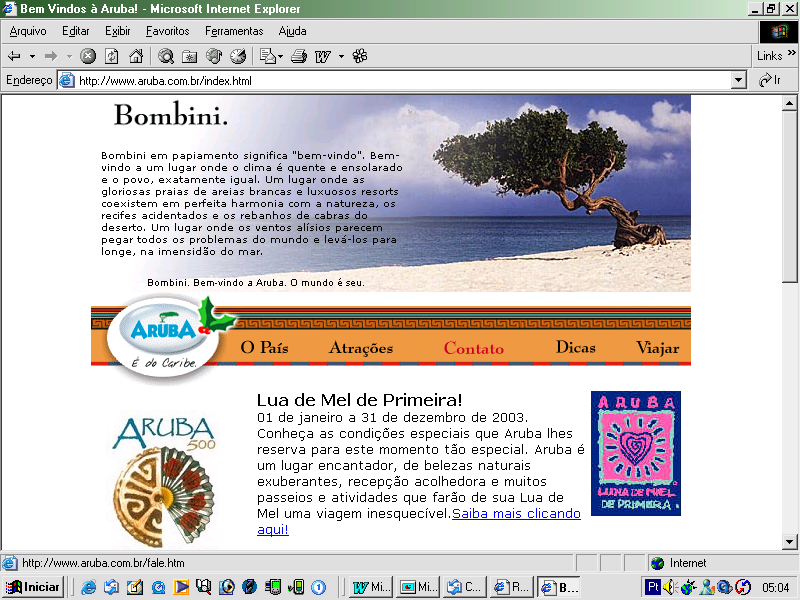 Bem Vindos à Aruba! - Microsoft Internet Explorer
Arquivo Editar Exibir Favoritos Ferramentas Ajuda
Links »
Endereço http://www.aruba.com.br/index.html Ir
Bombini.
Bombini em papiamento significa "bem-vindo". Bem-
vindo a um lugar onde o clima é quente e ensolarado
e o povo, exatamente igual. Um lugar onde as
gloriosas praias de areias brancas e luxuosos resorts
coexistem em perfeita harmonia com a natureza, os
recifes acidentados e os rebanhos de cabras do
deserto. Um lugar onde os ventos alísios parecem
pegar todos os problemas do mundo e levá-los para
longe, na imensidão do mar.
Bombini. Bem-vindo a Aruba. O mundo é seu.
ARUBA
É do Caribe.
O País Atrações Contato Dicas Viajar
ARUBA
500
Lua de Mel de Primeira!
01 de janeiro a 31 de dezembro de 2003.
Conheça as condições especiais que Aruba lhes
reserva para este momento tão especial. Aruba é
um lugar encantador, de belezas naturais
exuberantes, recepção acolhedora e muitos
passeios e atividades que farão de sua Lua de
Mel uma viagem inesquecível.Saiba mais clicando
aqui!
ARUBA
LUNA DE MIEL
DE PRIMERA.
http://www.aruba.com.br/fale.htm Internet
Iniciar Mi... Mi... C... R... B... Pt 05:04